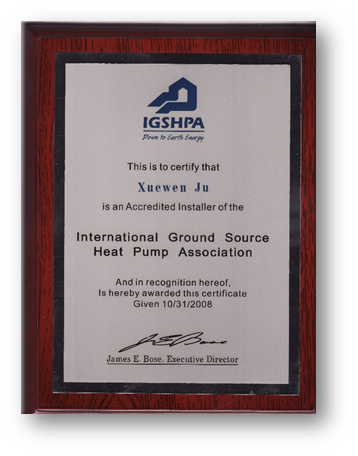 IGSHPA
Down to Earth Energy
This is to certify that
Xuewen Ju
is an Accredited Installer of the
International Ground Source
Heat Pump Association
And in recognition hereof,
Is hereby awarded this certificate
Given 10/31/2008
James E. Bose. Executive Director